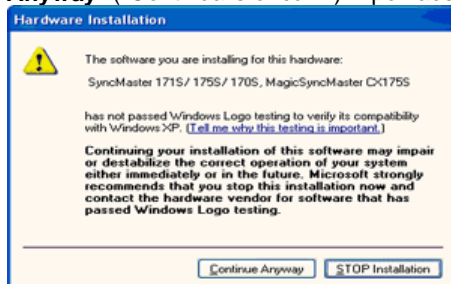 Hardware Installation
The software you are installing for this hardware:
SyncMaster 171S/ 175S/ 170S, MagicSyncMaster CX175S
has not passed Windows Logo testing to verify its compatibility
with Windows XP. (Tell me why this testing is important.)
Continuing your installation of this software may impair
or destabilize the correct operation of your system
either immediately or in the future. Microsoft strongly
recommends that you stop this installation now and
contact the hardware vendor for software that has
passed Windows Logo testing.
Continue Anyway STOP Installation